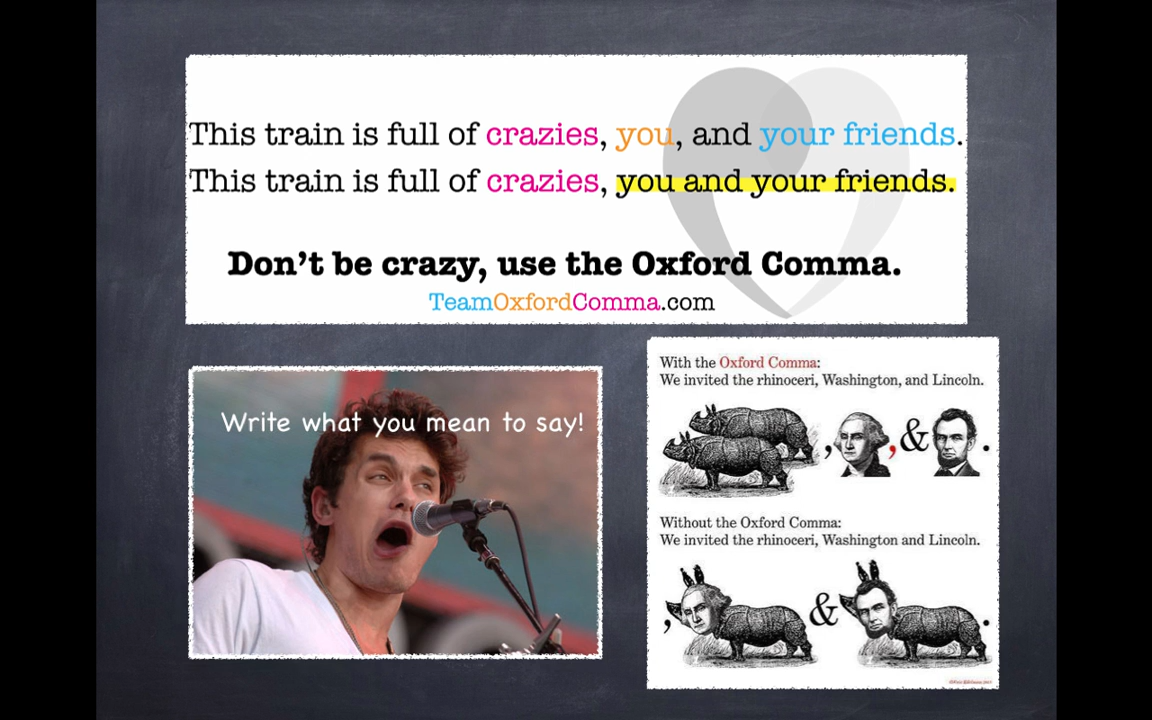 This train is full of crazies, you, and your friends.
This train is full of crazies, you and your friends.
Don't be crazy, use the Oxford Comma.
TeamOxfordComma.com
Write what you mean to say!
With the Oxford Comma:
We invited the rhinoceri, Washington, and Lincoln.
, , & .
Without the Oxford Comma:
We invited the rhinoceri, Washington and Lincoln.
, & .